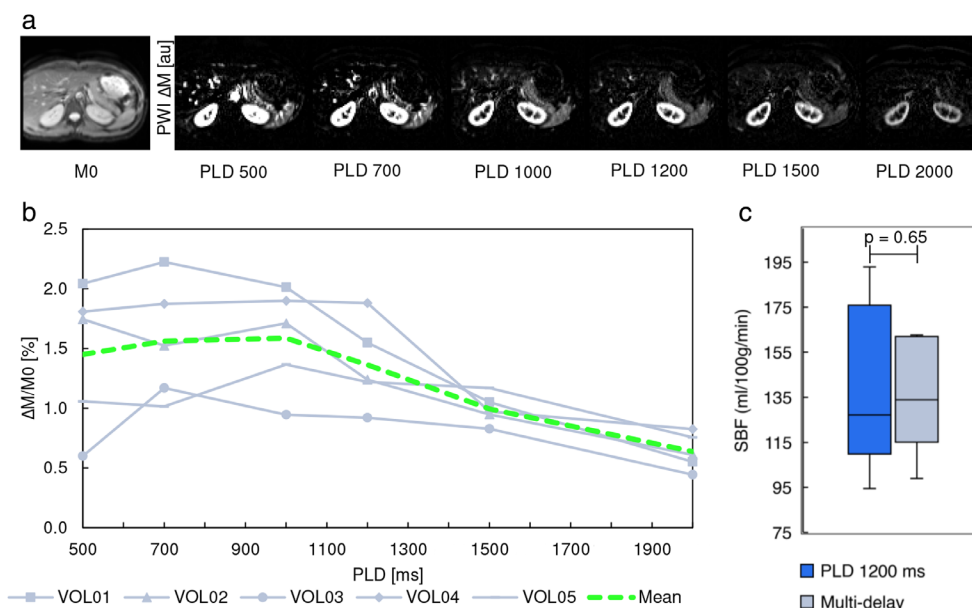 a
PWI ΔM [au]
M0
PLD 500
PLD 700
PLD 1000
PLD 1200
PLD 1500
PLD 2000
b
2.5
2.0
1.5
1.0
0.5
0.0
ΔM/M0 [%]
500
700
900
1100
1300
1500
1700
1900
PLD [ms]
VOL01
VOL02
VOL03
VOL04
VOL05
Mean
c
p = 0.65
195
175
155
135
115
95
75
SBF (ml/100g/min)
PLD 1200 ms
Multi-delay